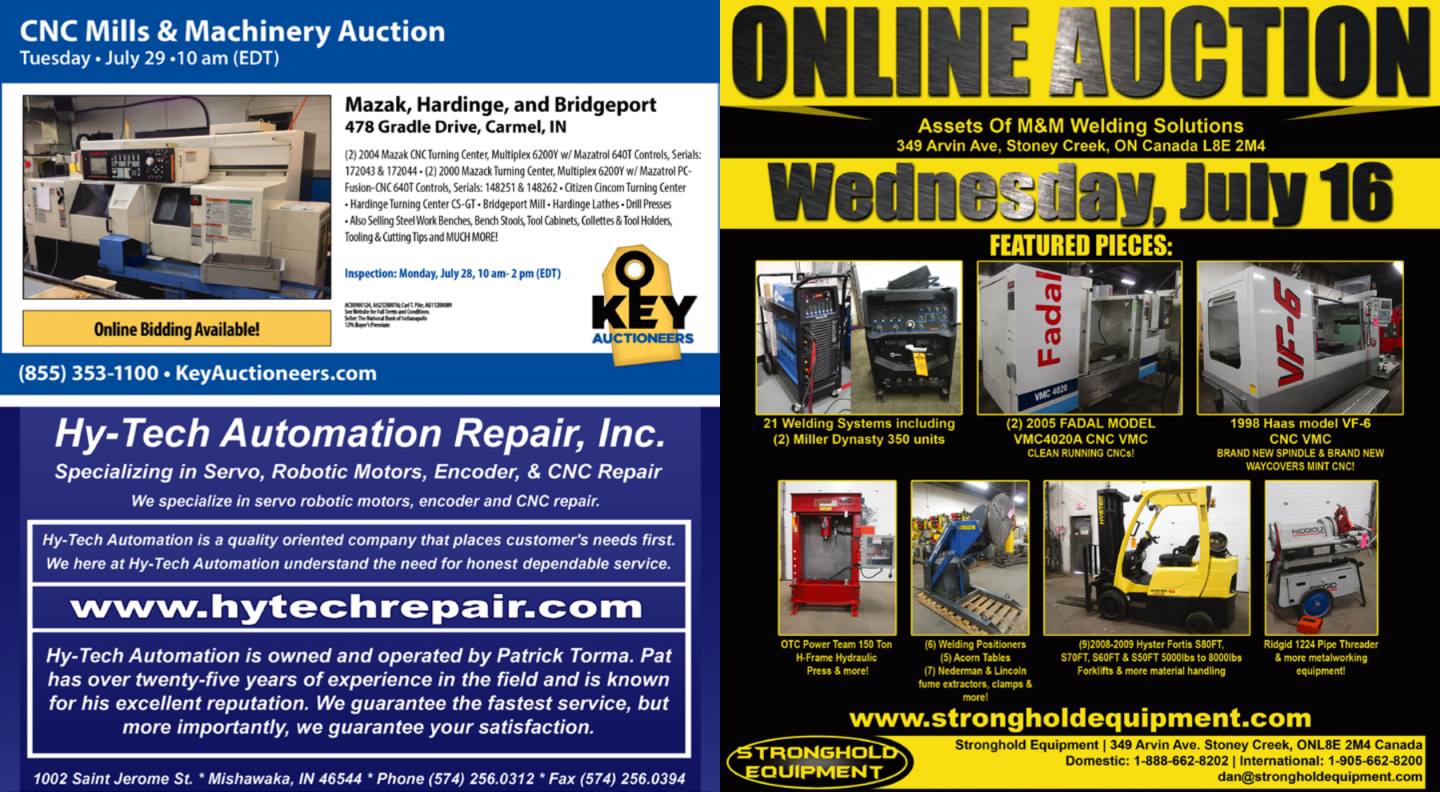 CNC Mills & Machinery Auction
Tuesday • July 29 •10 am (EDT)
Mazak, Hardinge, and Bridgeport
478 Gradle Drive, Carmel, IN
(2) 2004 Mazak CNC Turning Center, Multiplex 6200Y w/ Mazatrol 640T Controls, Serials:
172043 & 172044 • (2) 2000 Mazack Turning Center, Multiplex 6200Y w/ Mazatrol PC-
Fusion-CNC 640T Controls, Serials: 148251 & 148262 • Citizen Cincom Turning Center
• Hardinge Turning Center CS-GT • Bridgeport Mill • Hardinge Lathes • Drill Presses
• Also Selling Steel Work Benches, Bench Stools, Tool Cabinets, Collettes & Tool Holders,
Tooling & Cutting Tips and MUCH MORE!
Inspection: Monday, July 28, 10 am- 2 pm (EDT)
See Website for Full Terms and Conditions
Seller: The National Bank of Indianapolis
12% Buyer's Premium
KEY
AUCTIONEERS
Online Bidding Available!
(855) 353-1100 • KeyAuctioneers.com
Hy-Tech Automation Repair, Inc.
Specializing in Servo, Robotic Motors, Encoder, & CNC Repair
We specialize in servo robotic motors, encoder and CNC repair.
Hy-Tech Automation is a quality oriented company that places customer's needs first.
We here at Hy-Tech Automation understand the need for honest dependable service.
www.hytechrepair.com
Hy-Tech Automation is owned and operated by Patrick Torma. Pat
has over twenty-five years of experience in the field and is known
for his excellent reputation. We guarantee the fastest service, but
more importantly, we guarantee your satisfaction.
1002 Saint Jerome St. * Mishawaka, IN 46544 * Phone (574) 256.0312 * Fax (574) 256.0394
ONLINE AUCTION
Assets Of M&M Welding Solutions
349 Arvin Ave, Stoney Creek, ON Canada L8E 2M4
Wednesday, July 16
FEATURED PIECES:
Fadal
VMC 4020
VF-6
21 Welding Systems including
(2) Miller Dynasty 350 units
(2) 2005 FADAL MODEL
VMC4020A CNC VMC
CLEAN RUNNING CNCs!
1998 Haas model VF-6
CNC VMC
BRAND NEW SPINDLE & BRAND NEW
WAYCOVERS MINT CNC!
HYSTER
RIDGID
OTC Power Team 150 Ton
H-Frame Hydraulic
Press & more!
(6) Welding Positioners
(5) Acorn Tables
(7) Nederman & Lincoln
fume extractors, clamps &
more!
(9)2008-2009 Hyster Fortis S80FT,
S70FT, S60FT & S50FT 5000lbs to 8000lbs
Forklifts & more material handling
Ridgid 1224 Pipe Threader
& more metalworking
equipment!
www.strongholdequipment.com
STRONGHOLD
EQUIPMENT
Stronghold Equipment | 349 Arvin Ave. Stoney Creek, ONL8E 2M4 Canada
Domestic: 1-888-662-8202 | International: 1-905-662-8200
dan@strongholdequipment.com